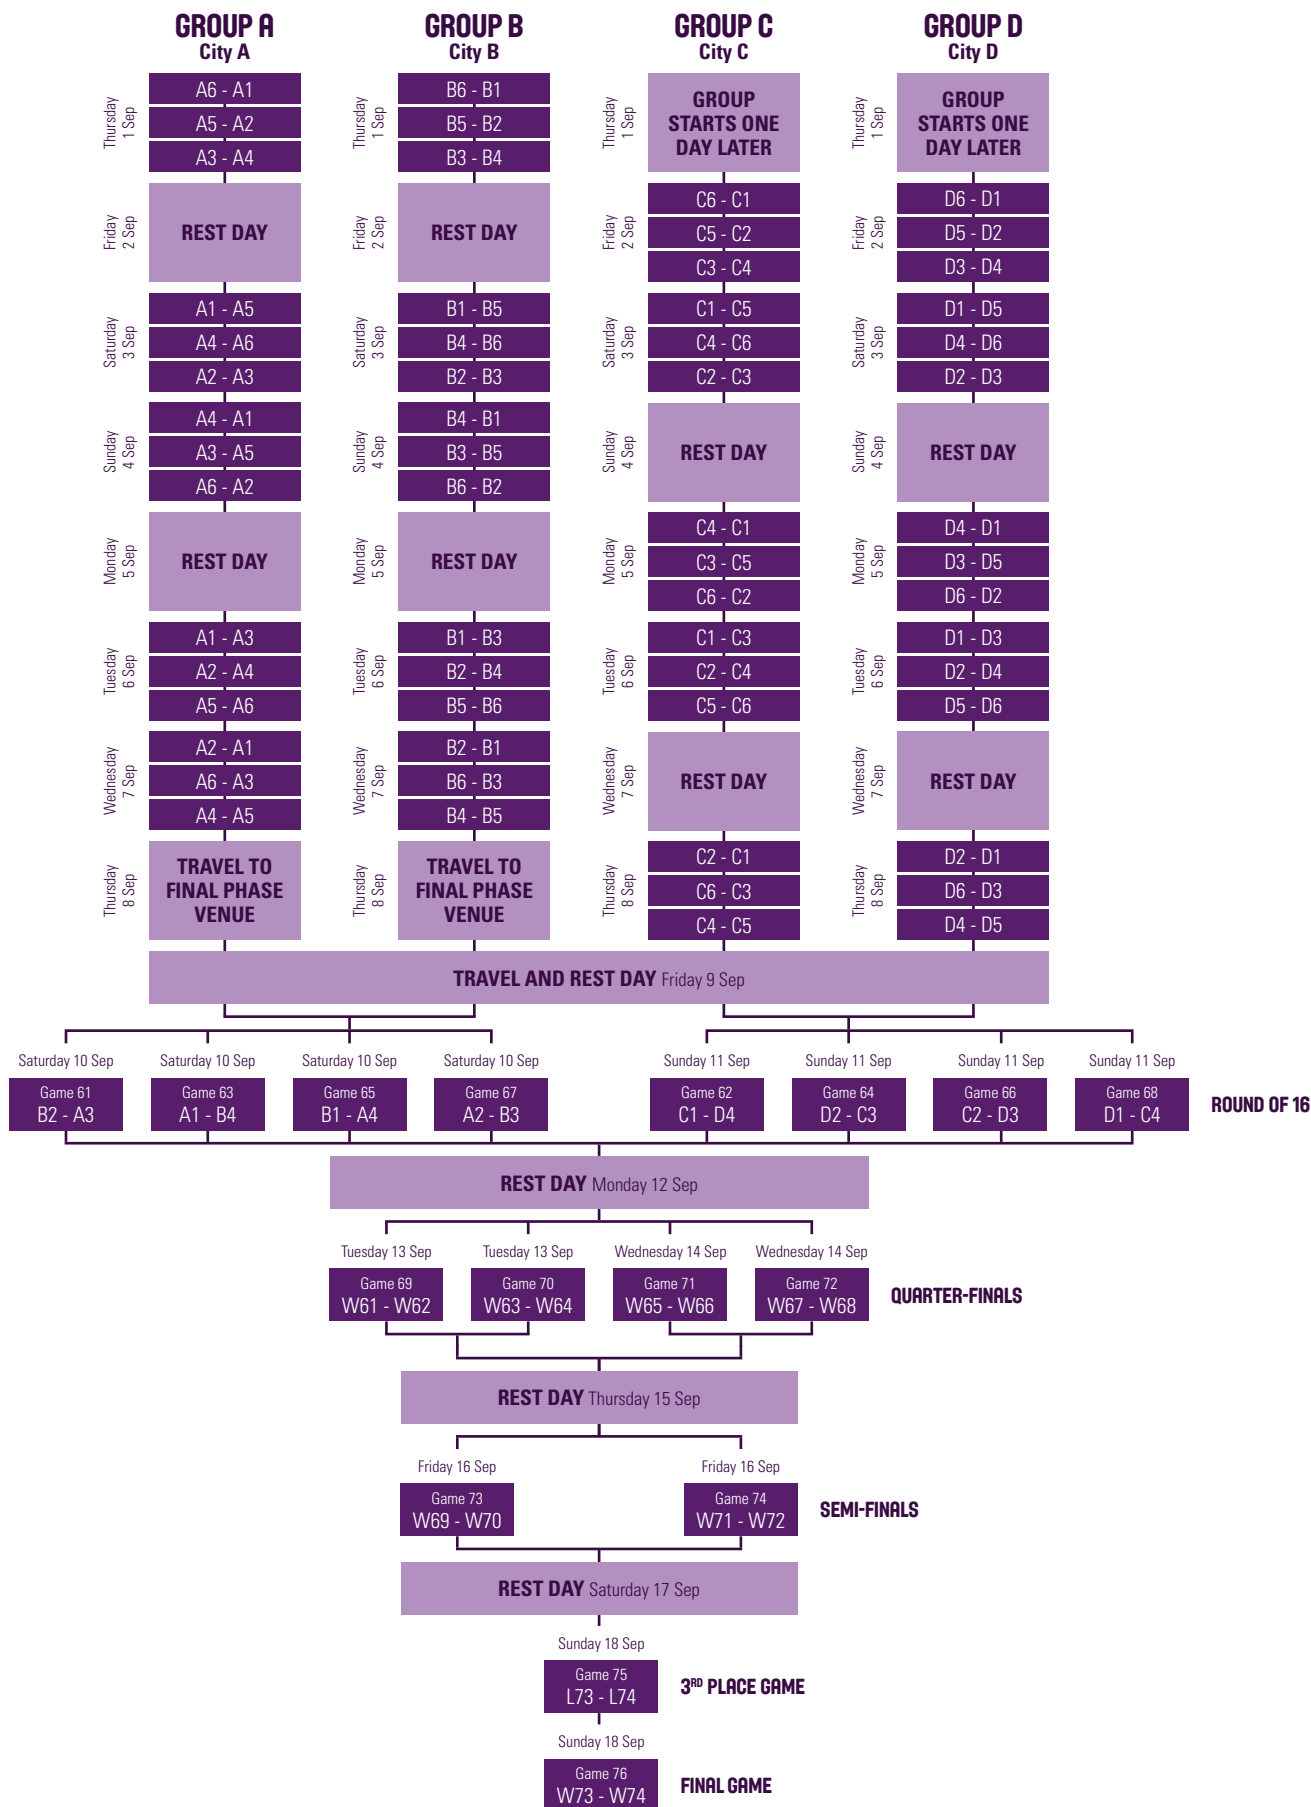 GROUP A
City A
Thursday
1 Sep
A6 - A1
A5 - A2
A3 - A4
Friday
2 Sep
REST DAY
Saturday
3 Sep
A1 - A5
A4 - A6
A2 - A3
Sunday
4 Sep
A4 - A1
A3 - A5
A6 - A2
Monday
5 Sep
REST DAY
Tuesday
6 Sep
A1 - A3
A2 - A4
A5 - A6
Wednesday
7 Sep
A2 - A1
A6 - A3
A4 - A5
Thursday
8 Sep
TRAVEL TO
FINAL PHASE
VENUE
GROUP B
City B
Thursday
1 Sep
B6 - B1
B5 - B2
B3 - B4
Friday
2 Sep
REST DAY
Saturday
3 Sep
B1 - B5
B4 - B6
B2 - B3
Sunday
4 Sep
B4 - B1
B3 - B5
B6 - B2
Monday
5 Sep
REST DAY
Tuesday
6 Sep
B1 - B3
B2 - B4
B5 - B6
Wednesday
7 Sep
B2 - B1
B6 - B3
B4 - B5
Thursday
8 Sep
TRAVEL TO
FINAL PHASE
VENUE
GROUP C
City C
Thursday
1 Sep
GROUP
STARTS ONE
DAY LATER
Friday
2 Sep
C6 - C1
C5 - C2
C3 - C4
Saturday
3 Sep
C1 - C5
C4 - C6
C2 - C3
Sunday
4 Sep
REST DAY
Monday
5 Sep
C4 - C1
C3 - C5
C6 - C2
Tuesday
6 Sep
C1 - C3
C2 - C4
C5 - C6
Wednesday
7 Sep
REST DAY
Thursday
8 Sep
C2 - C1
C6 - C3
C4 - C5
GROUP D
City D
Thursday
1 Sep
GROUP
STARTS ONE
DAY LATER
Friday
2 Sep
D6 - D1
D5 - D2
D3 - D4
Saturday
3 Sep
D1 - D5
D4 - D6
D2 - D3
Sunday
4 Sep
REST DAY
Monday
5 Sep
D4 - D1
D3 - D5
D6 - D2
Tuesday
6 Sep
D1 - D3
D2 - D4
D5 - D6
Wednesday
7 Sep
REST DAY
Thursday
8 Sep
D2 - D1
D6 - D3
D4 - D5
TRAVEL AND REST DAY Friday 9 Sep
Saturday 10 Sep
Game 61
B2 - A3
Saturday 10 Sep
Game 63
A1 - B4
Saturday 10 Sep
Game 65
B1 - A4
Saturday 10 Sep
Game 67
A2 - B3
Sunday 11 Sep
Game 62
C1 - D4
Sunday 11 Sep
Game 64
D2 - C3
Sunday 11 Sep
Game 66
C2 - D3
Sunday 11 Sep
Game 68
D1 - C4
ROUND OF 16
REST DAY Monday 12 Sep
Tuesday 13 Sep
Game 69
W61 - W62
Tuesday 13 Sep
Game 70
W63 - W64
Wednesday 14 Sep
Game 71
W65 - W66
Wednesday 14 Sep
Game 72
W67 - W68
QUARTER-FINALS
REST DAY Thursday 15 Sep
Friday 16 Sep
Game 73
W69 - W70
Friday 16 Sep
Game 74
W71 - W72
SEMI-FINALS
REST DAY Saturday 17 Sep
Sunday 18 Sep
Game 75
L73 - L74
3RD PLACE GAME
Sunday 18 Sep
Game 76
W73 - W74
FINAL GAME